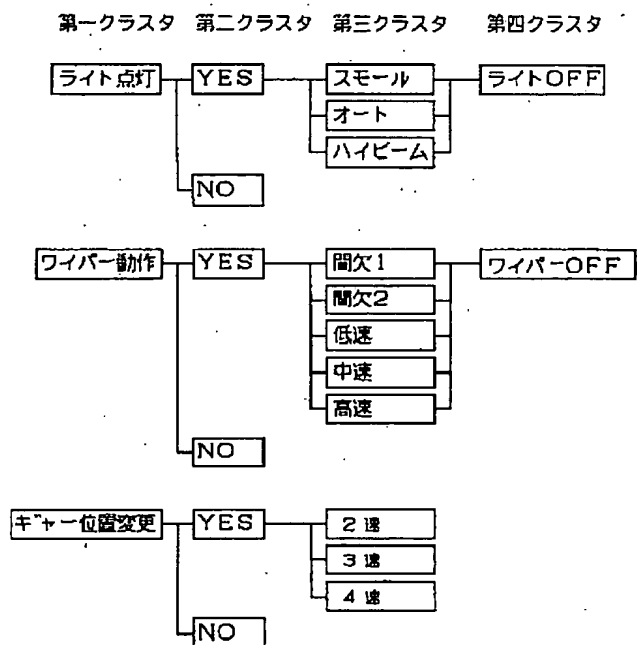 第一クラスタ 第二クラスタ 第三クラスタ 第四クラスタ
ライト点灯 YES スモール ライトOFF
オート
ハイビーム
NO
ワイパー動作 YES 間欠1 ワイパーOFF
間欠2
低速
中速
高速
NO
ギャー位置変更 YES 2速
3速
4速
NO